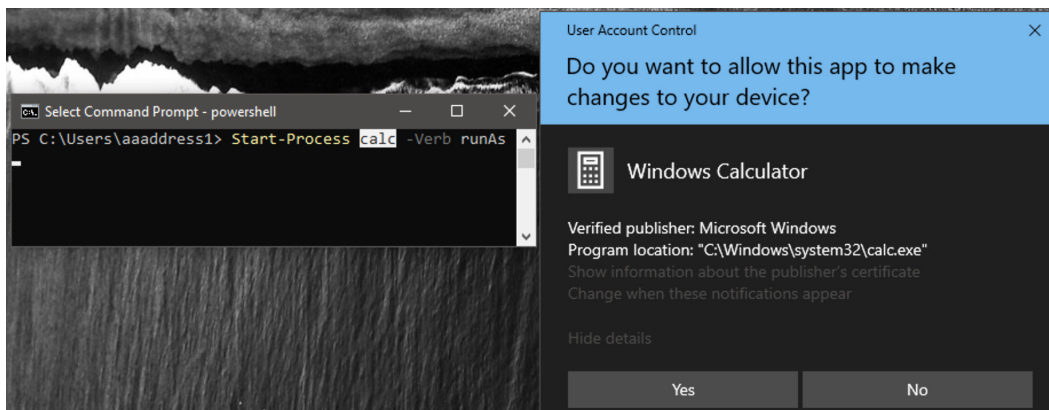 Select Command Prompt - powershell
PS C:\Users\aaaddress1> Start-Process calc -Verb runAs
User Account Control
Do you want to allow this app to make
changes to your device?
Windows Calculator
Verified publisher: Microsoft Windows
Program location: "C:\Windows\system32\calc.exe"
Show information about the publisher's certificate
Change when these notifications appear
Hide details
Yes
No